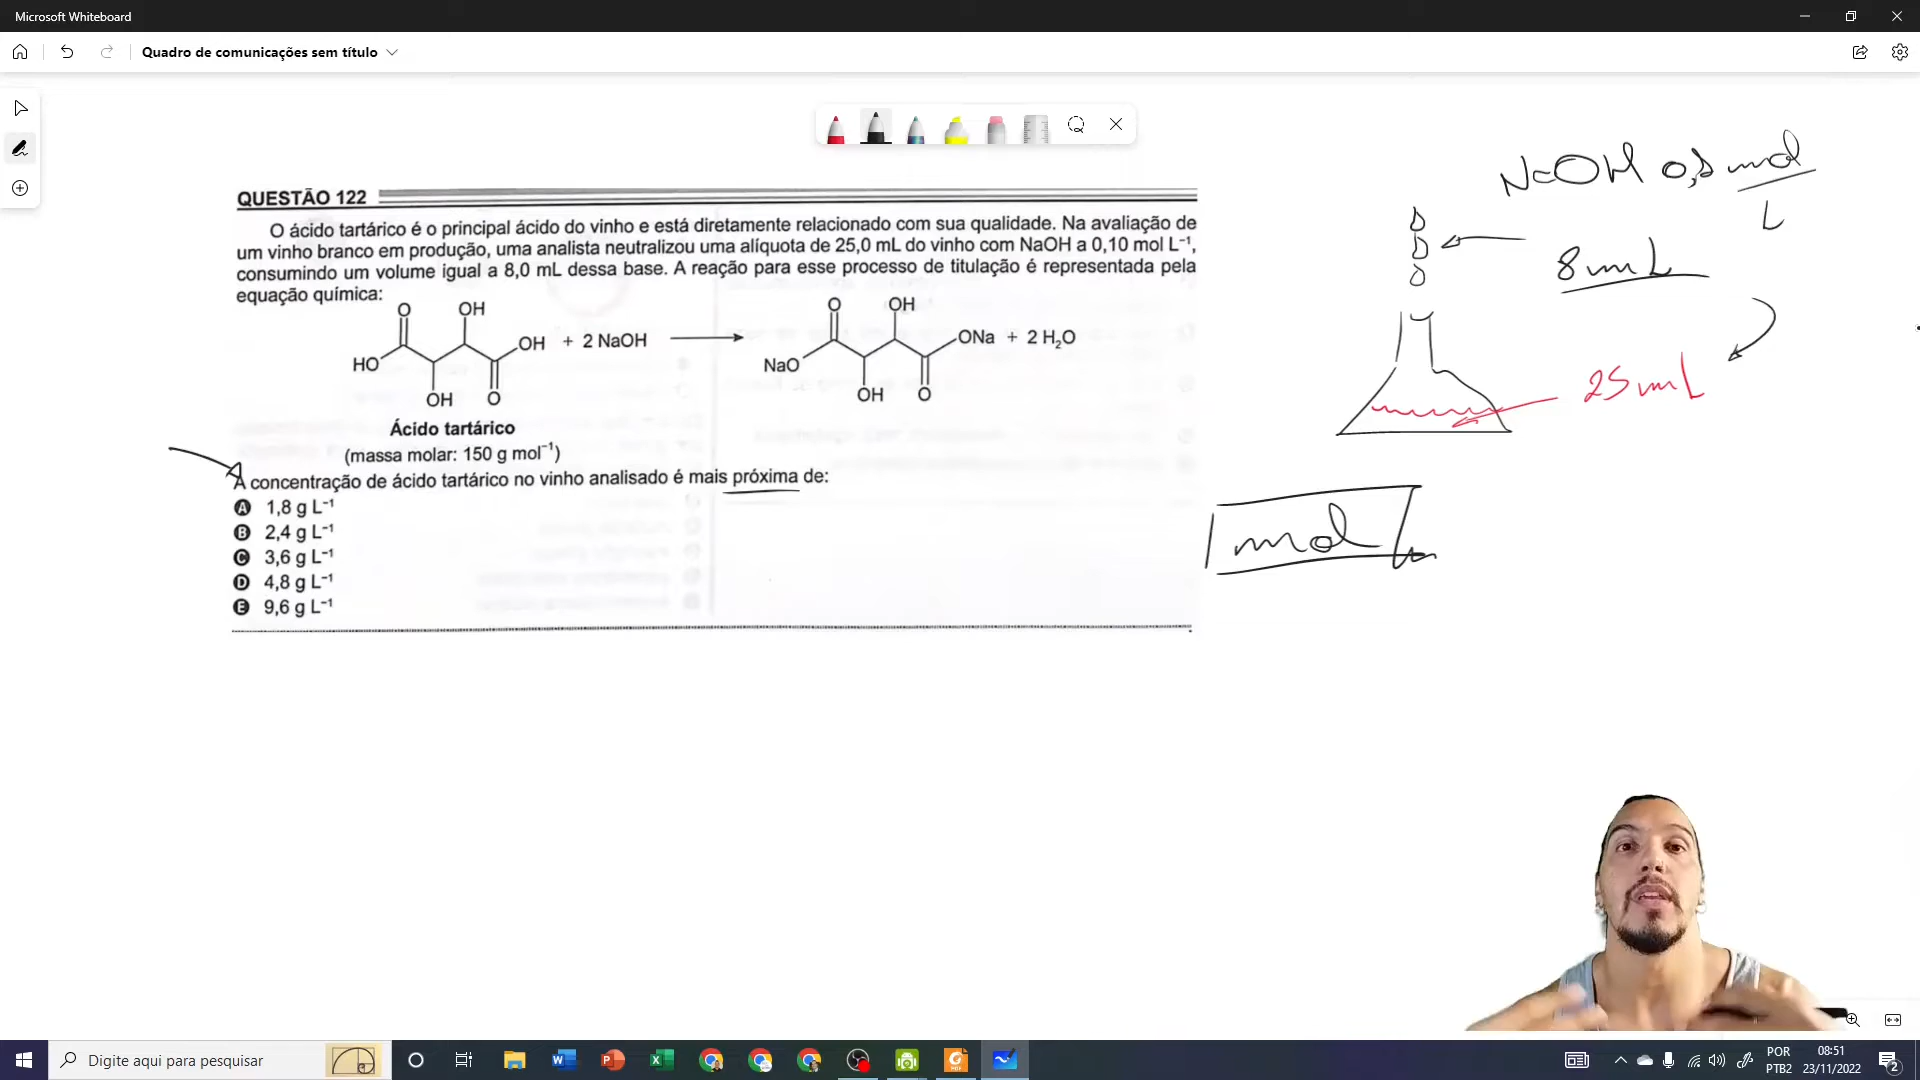 Microsoft Whiteboard
Quadro de comunicações sem título
QUESTÃO 122
O ácido tartárico é o principal ácido do vinho e está diretamente relacionado com sua qualidade. Na avaliação de
um vinho branco em produção, uma analista neutralizou uma alíquota de 25,0 mL do vinho com NaOH a 0,10 mol L⁻¹,
consumindo um volume igual a 8,0 mL dessa base. A reação para esse processo de titulação é representada pela
equação química:
O OH
HO OH + 2 NaOH
OH O
O OH
NaO ONa + 2 H₂O
OH O
Ácido tartárico
(massa molar: 150 g mol⁻¹)
A concentração de ácido tartárico no vinho analisado é mais próxima de:
A 1,8 g L⁻¹
B 2,4 g L⁻¹
C 3,6 g L⁻¹
D 4,8 g L⁻¹
E 9,6 g L⁻¹
NaOH mol
L
8 mL
25 mL
mol
Digite aqui para pesquisar
POR
PTB2
08:51
23/11/2022
2